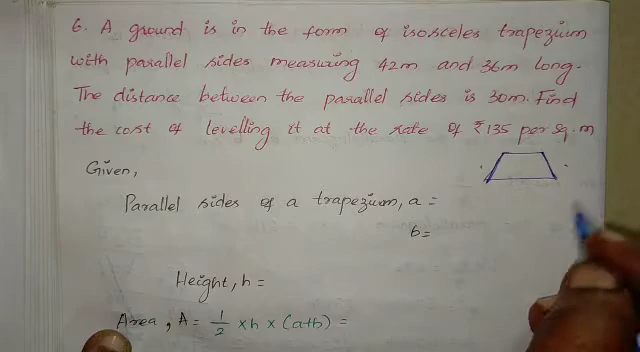 6. A ground is in the form of isosceles trapezium
with parallel sides measuring 42m and 36m long.
The distance between the parallel sides is 30m. Find
the cost of levelling it at the rate of ₹135 per sq.m
Given,
Parallel sides of a trapezium, a =
b=
Height, h =
Area, A = 1/2 × h × (a+b) =